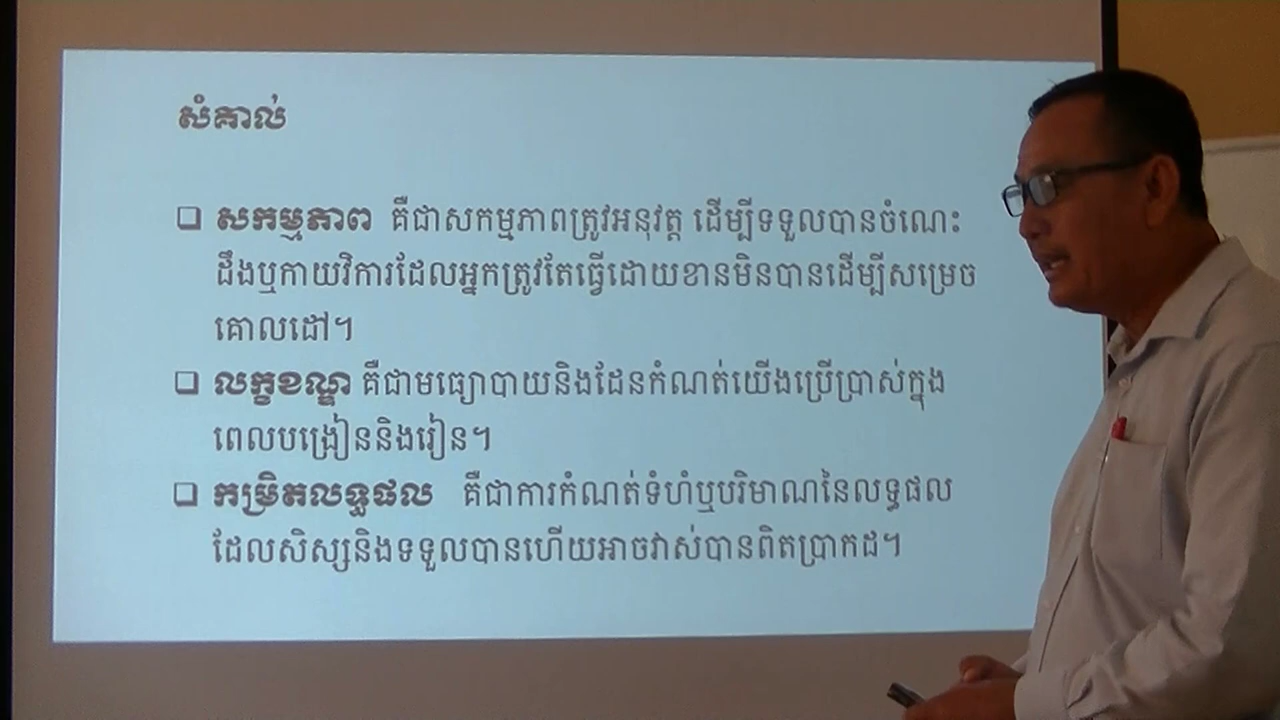 សំគាល់
❑ សកម្មភាព គឺជាសកម្មភាពត្រូវអនុវត្ត ដើម្បីទទួលបានចំណេះ
ដឹងឬកាយវិការដែលអ្នកត្រូវតែធ្វើដោយខានមិនបានដើម្បីសម្រេច
គោលដៅ។
❑ លក្ខខណ្ឌ គឺជាមធ្យោបាយនិងដែនកំណត់យើងប្រើប្រាស់ក្នុង
ពេលបង្រៀននិងរៀន។
❑ កម្រិតលទ្ធផល គឺជាការកំណត់ទំហំឬបរិមាណនៃលទ្ធផល
ដែលសិស្សនិងទទួលបានហើយអាចវាស់បានពិតប្រាកដ។